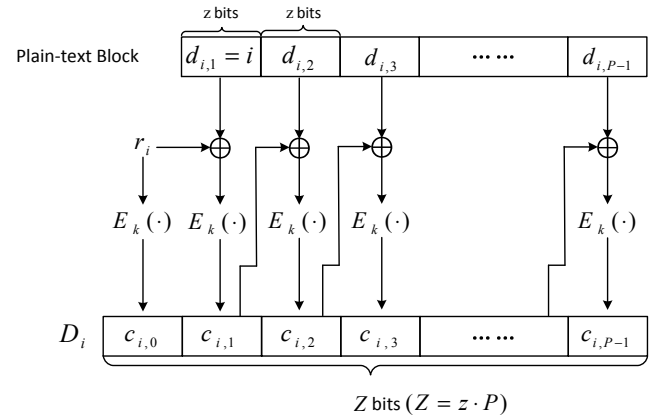 z bits z bits
Plain-text Block d_{i,1} = i d_{i,2} d_{i,3} ... ... d_{i,P-1}
r_i ⊕ ⊕ ⊕ ⊕
E_k(·) E_k(·) E_k(·) E_k(·) E_k(·)
D_i c_{i,0} c_{i,1} c_{i,2} c_{i,3} ... ... c_{i,P-1}
Z bits (Z = z · P)